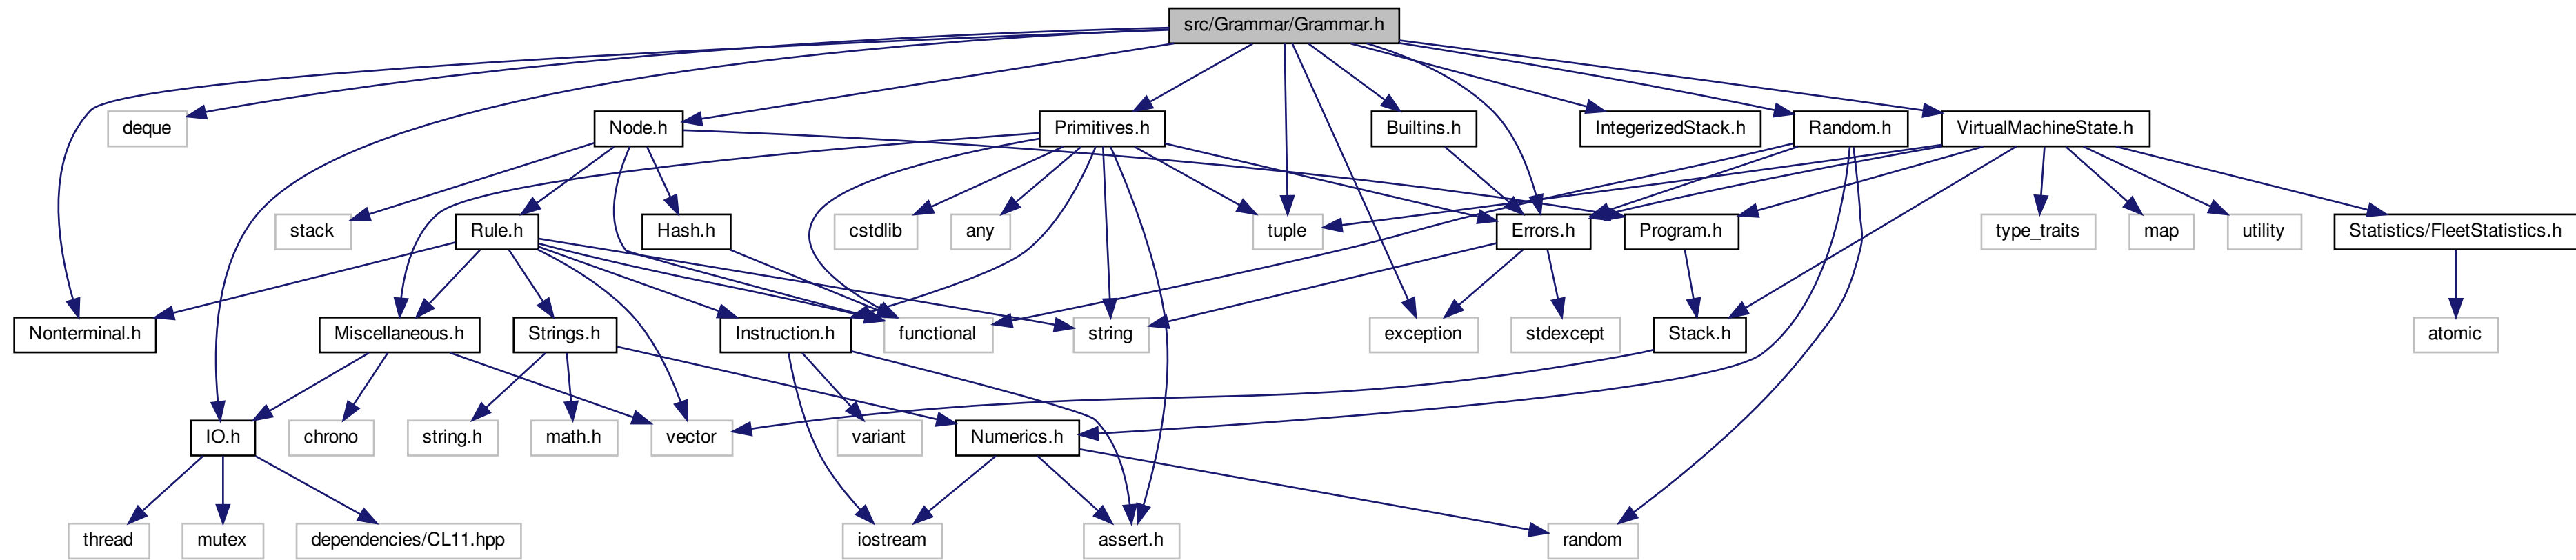 src/Grammar/Grammar.h
deque
Node.h
Primitives.h
Builtins.h
IntegerizedStack.h
Random.h
VirtualMachineState.h
stack
Rule.h
Hash.h
cstdlib
any
tuple
Errors.h
Program.h
type_traits
map
utility
Statistics/FleetStatistics.h
Nonterminal.h
Miscellaneous.h
Strings.h
Instruction.h
functional
string
exception
stdexcept
Stack.h
atomic
IO.h
chrono
string.h
math.h
vector
variant
Numerics.h
thread
mutex
dependencies/CL11.hpp
iostream
assert.h
random